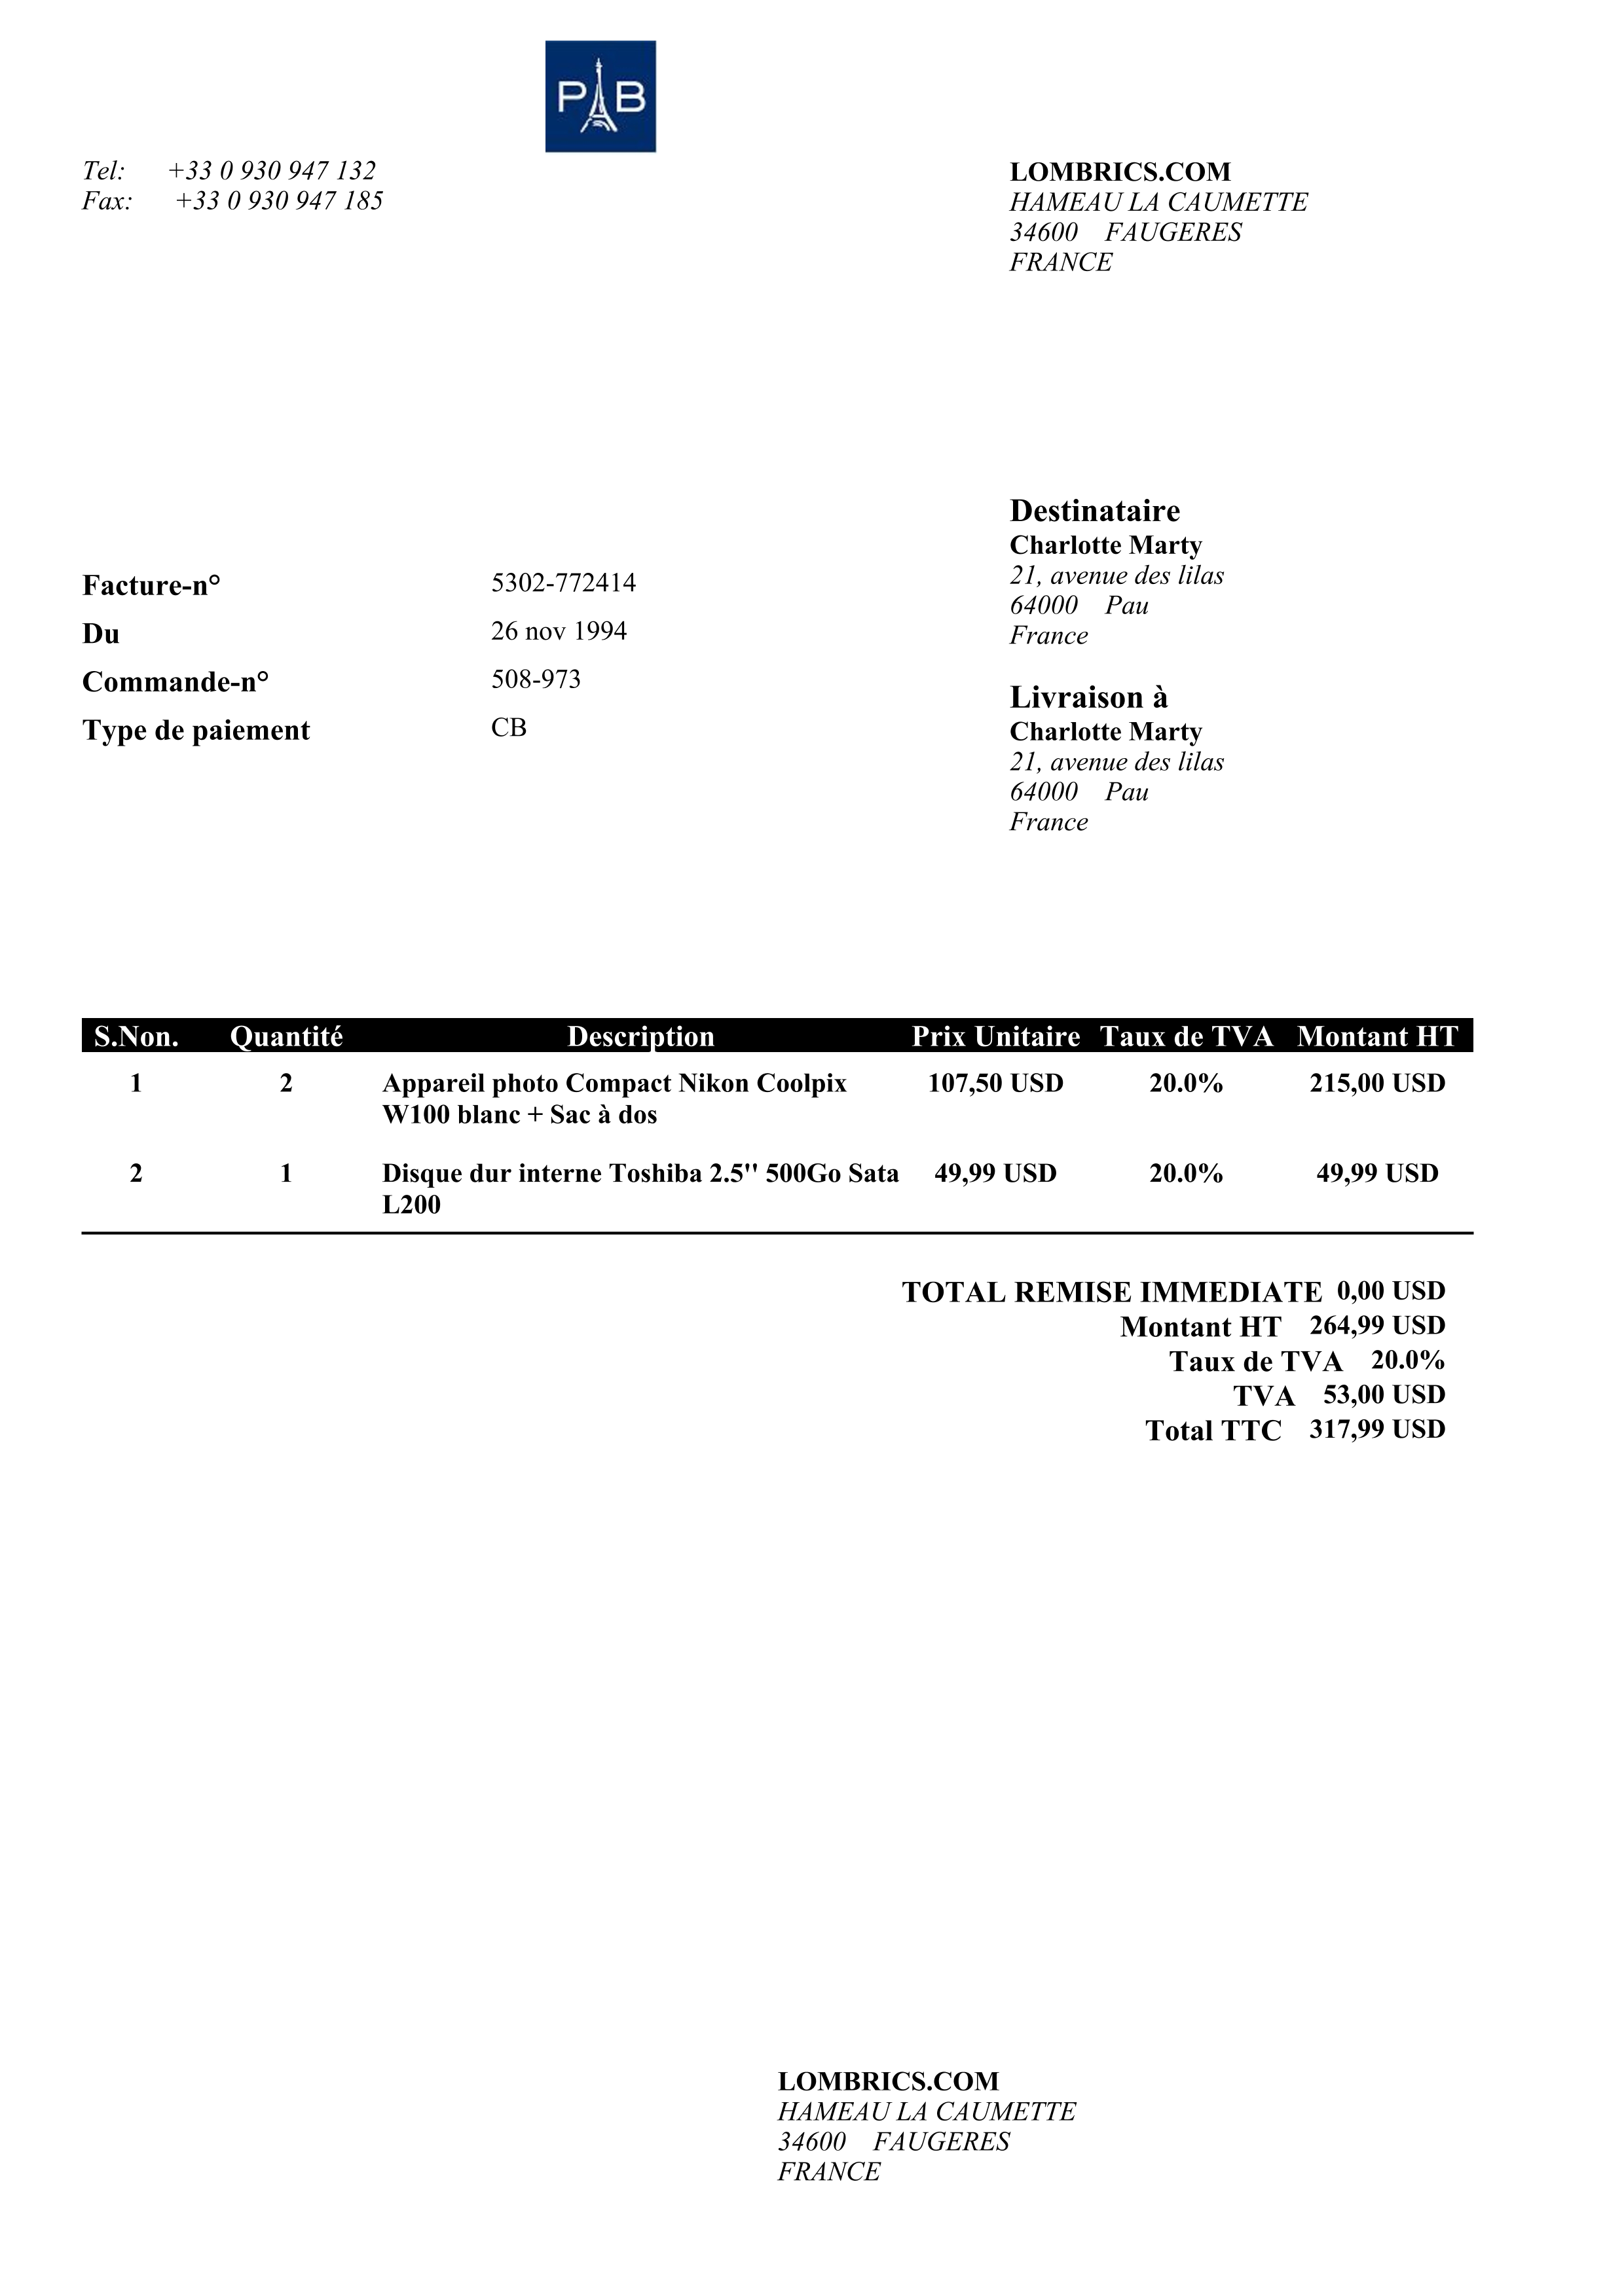 P B
Tel: +33 0 930 947 132
Fax: +33 0 930 947 185
LOMBRICS.COM
HAMEAU LA CAUMETTE
34600 FAUGERES
FRANCE
Facture-n° 5302-772414
Du 26 nov 1994
Commande-n° 508-973
Type de paiement CB
Destinataire
Charlotte Marty
21, avenue des lilas
64000 Pau
France
Livraison à
Charlotte Marty
21, avenue des lilas
64000 Pau
France
S.Non. Quantité Description Prix Unitaire Taux de TVA Montant HT
1 2 Appareil photo Compact Nikon Coolpix 107,50 USD 20.0% 215,00 USD
W100 blanc + Sac à dos
2 1 Disque dur interne Toshiba 2.5'' 500Go Sata 49,99 USD 20.0% 49,99 USD
L200
TOTAL REMISE IMMEDIATE 0,00 USD
Montant HT 264,99 USD
Taux de TVA 20.0%
TVA 53,00 USD
Total TTC 317,99 USD
LOMBRICS.COM
HAMEAU LA CAUMETTE
34600 FAUGERES
FRANCE